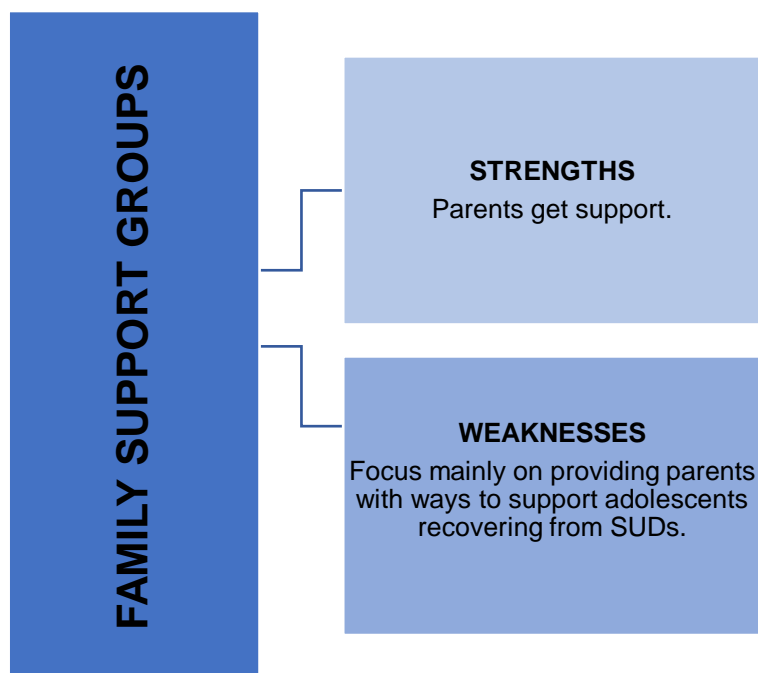 FAMILY SUPPORT GROUPS
STRENGTHS
Parents get support.
WEAKNESSES
Focus mainly on providing parents
with ways to support adolescents
recovering from SUDs.